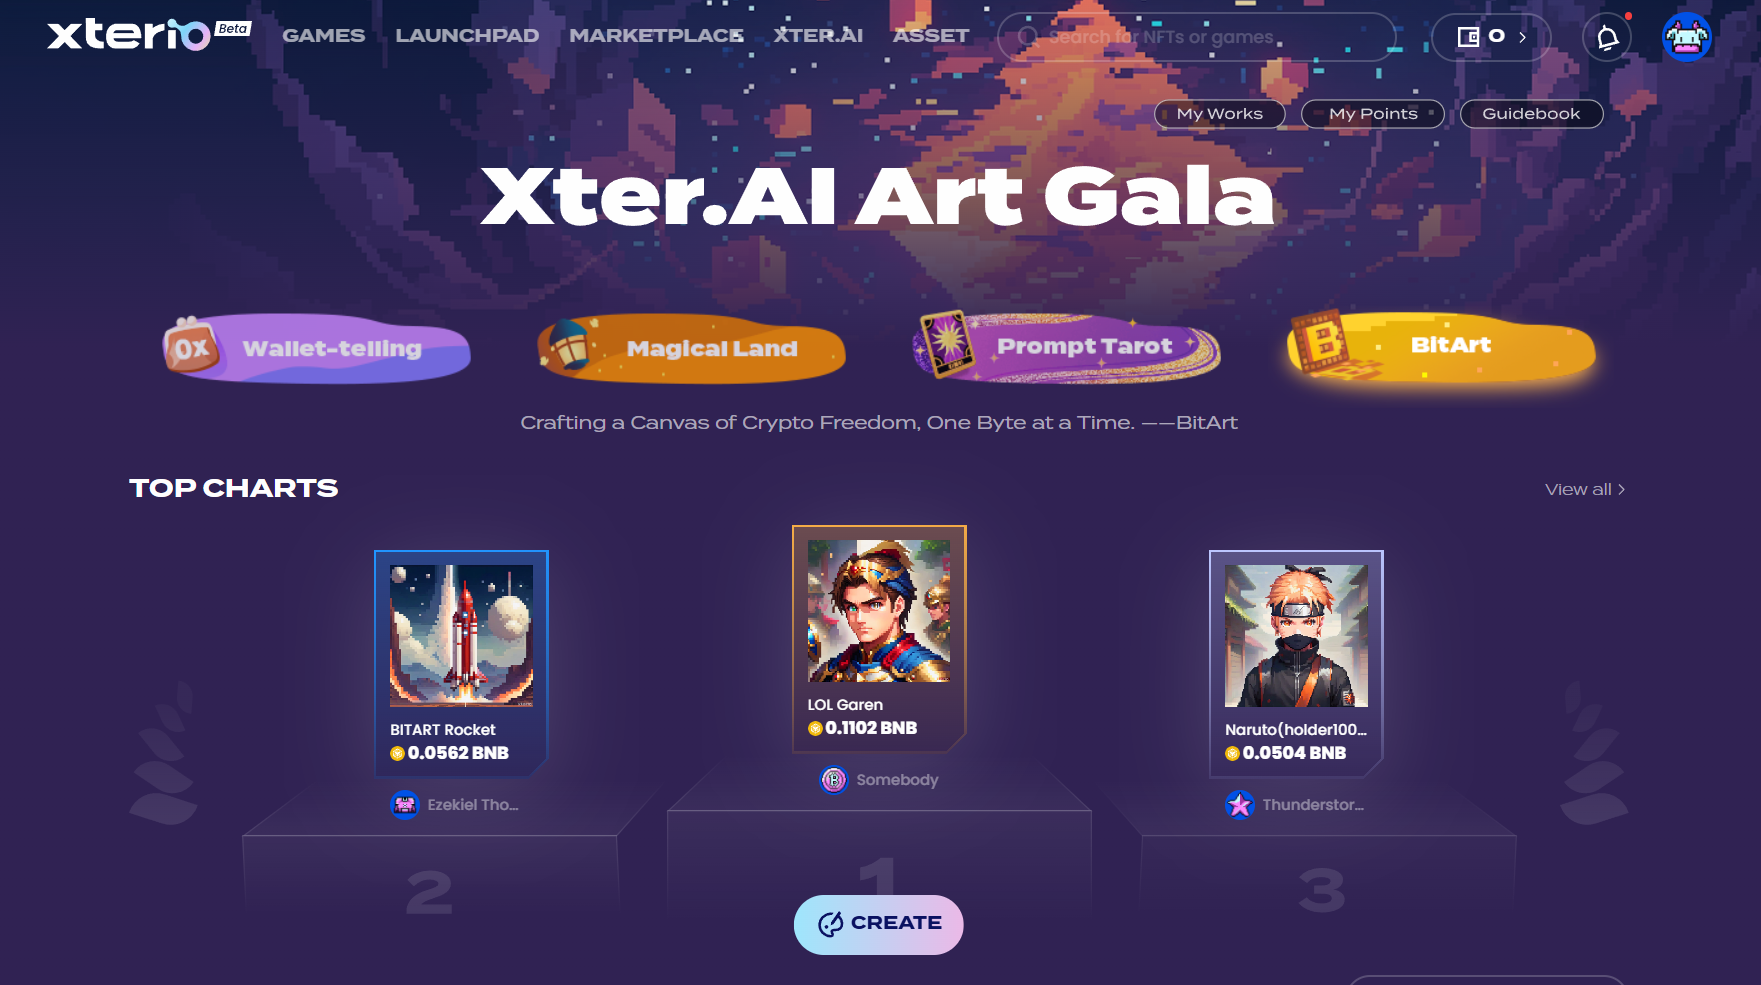 xterio Beta
GAMES LAUNCHPAD MARKETPLACE XTER.AI ASSET
Search for NFTs or games
0
My Works
My Points
Guidebook
Xter.AI Art Gala
0x
Wallet-telling
Magical Land
Prompt Tarot
B
BitArt
Crafting a Canvas of Crypto Freedom, One Byte at a Time. ——BitArt
TOP CHARTS
View all
LOL Garen
0.1102 BNB
Somebody
BITART Rocket
0.0562 BNB
Ezekiel Tho...
Naruto(holder100...
0.0504 BNB
Thunderstor...
2
1
3
CREATE